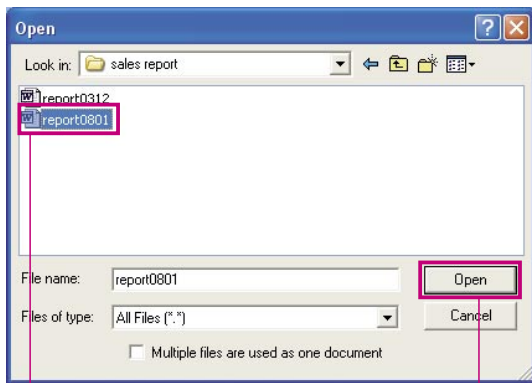 Open
Look in: sales report
report0312
report0801
File name: report0801 Open
Files of type: All Files (*.*) Cancel
Multiple files are used as one document